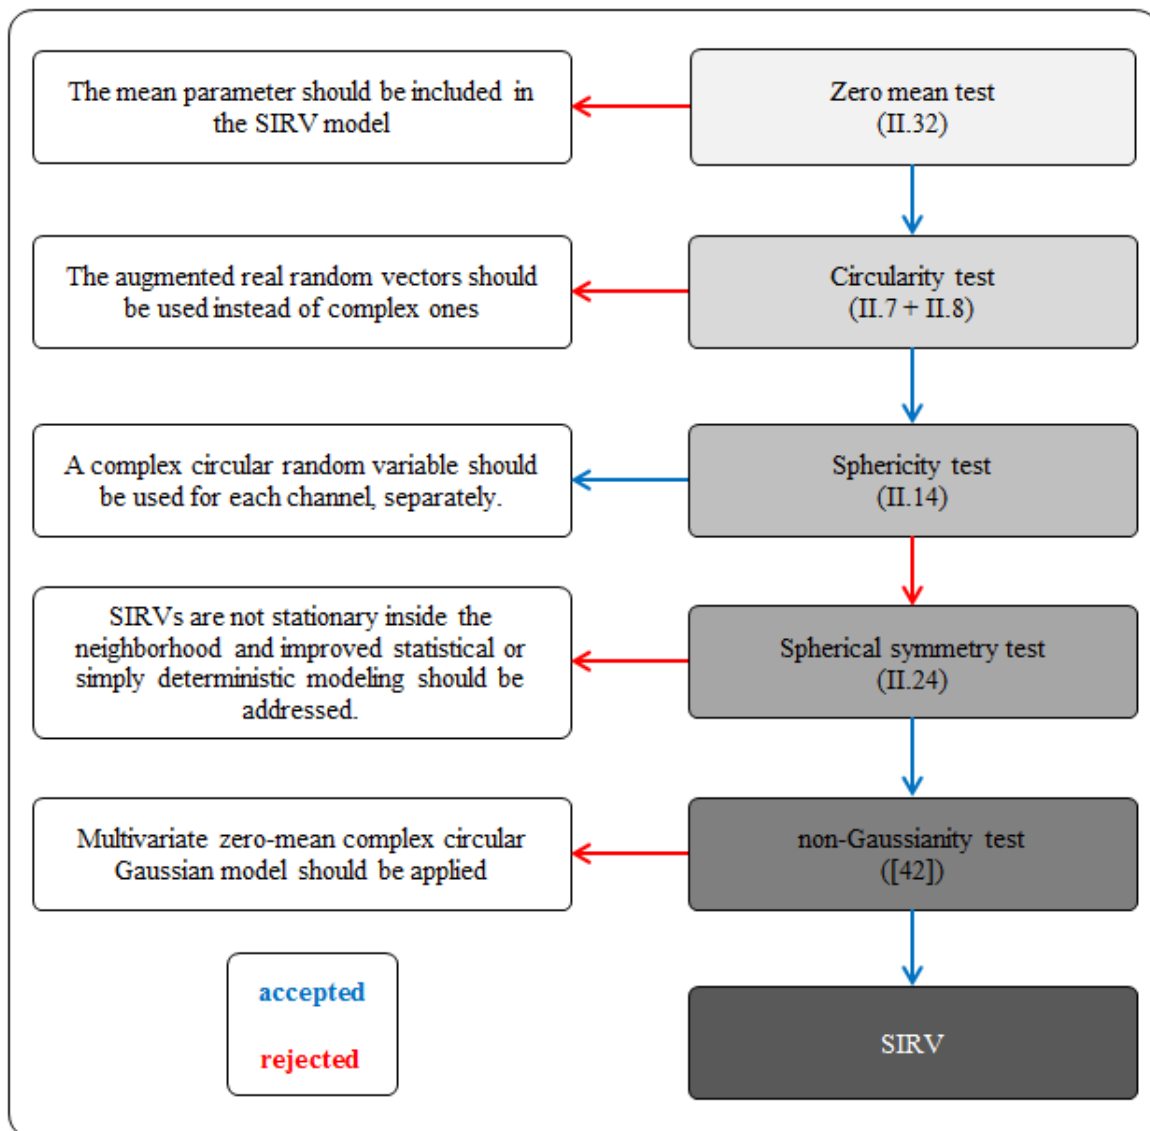 The mean parameter should be included in
the SIRV model
Zero mean test
(II.32)
The augmented real random vectors should
be used instead of complex ones
Circularity test
(II.7 + II.8)
A complex circular random variable should
be used for each channel, separately.
Sphericity test
(II.14)
SIRVs are not stationary inside the
neighborhood and improved statistical or
simply deterministic modeling should be
addressed.
Spherical symmetry test
(II.24)
Multivariate zero-mean complex circular
Gaussian model should be applied
non-Gaussianity test
([42])
accepted
rejected
SIRV